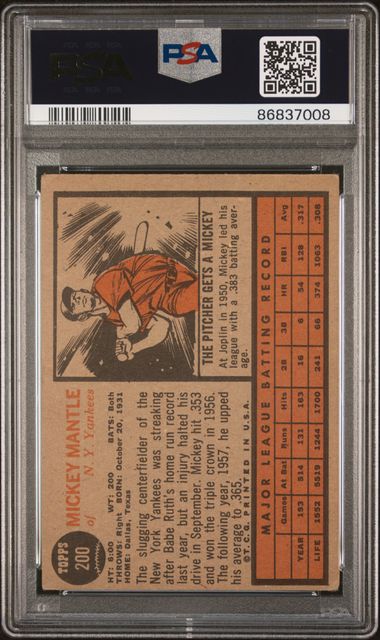 PSA
PSA
86837008
TOPPS
200
MICKEY MANTLE
of N. Y. Yankees
HT: 6:00 WT: 200 BATS: Both
THROWS: Right BORN: October 20, 1931
HOME: Dallas, Texas
The slugging centerfielder of the
New York Yankees was streaking
after Babe Ruth's home run record
last year, but an injury halted his
drive in September. Mickey hit .353
and won the triple crown in 1956.
The following year, 1957, he upped
his average to .365.
©T.C.G. PRINTED IN U.S.A.
THE PITCHER GETS A MICKEY
At Joplin in 1950, Mickey led his
league with a .383 batting aver-
age.
MAJOR LEAGUE BATTING RECORD
Games At Bat Runs Hits 2B 3B HR RBI Avg
YEAR 193 514 131 163 16 6 54 128 .317
LIFE 1552 5519 1244 1700 241 66 374 1063 .308